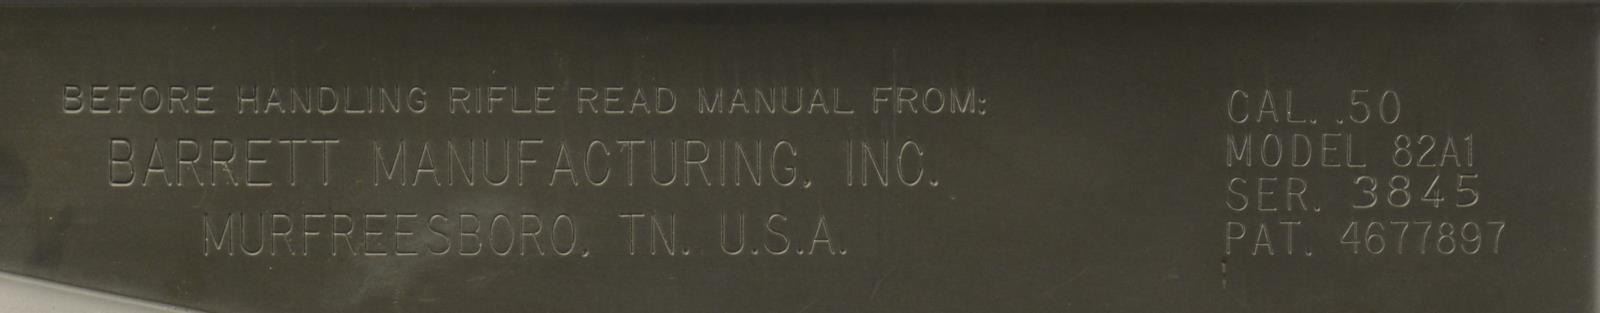 BEFORE HANDLING RIFLE READ MANUAL FROM:
BARRETT MANUFACTURING, INC.
MURFREESBORO, TN. U.S.A.
CAL. .50
MODEL 82A1
SER. 3845
PAT. 4677897